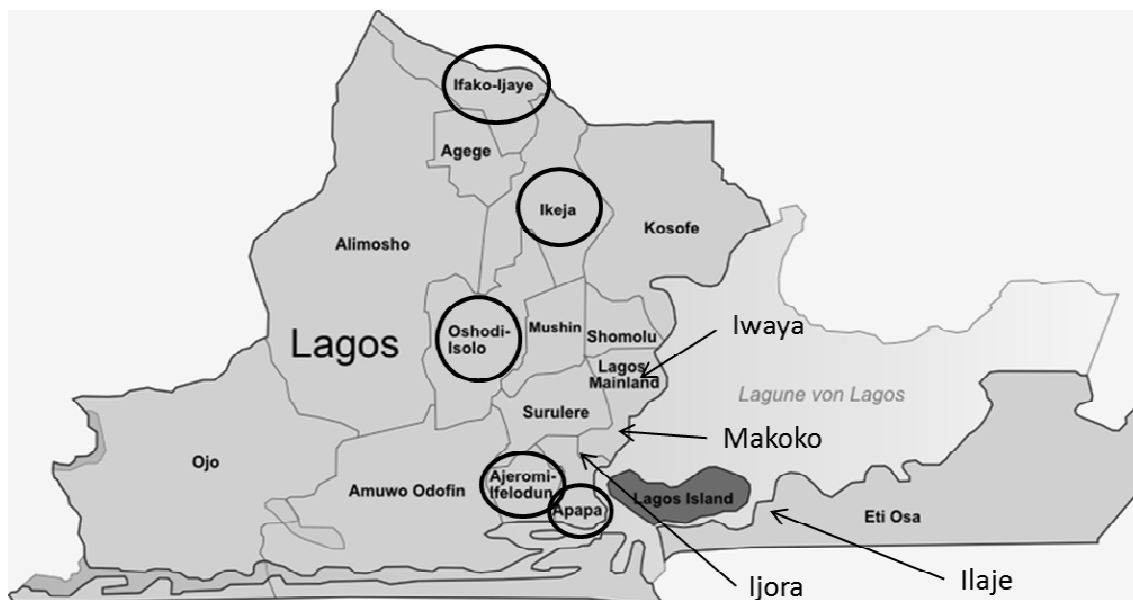 Ifako-Ijaye
Agege
Ikeja
Kosofe
Alimosho
Lagos
Oshodi-
Isolo
Mushin
Shomolu
Iwaya
Lagos
Mainland
Lagune von Lagos
Surulere
Makoko
Ojo
Amuwo Odofin
Ajeromi-
Ifelodun
Apapa
Lagos Island
Eti Osa
Ijora
Ilaje